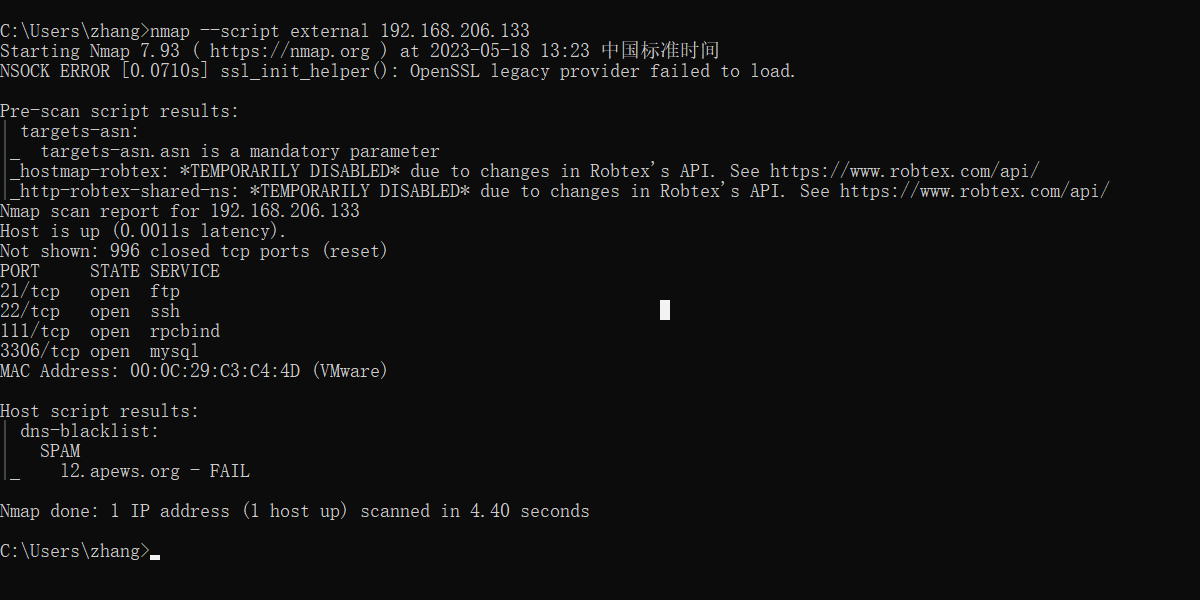 C:\Users\zhang>nmap --script external 192.168.206.133
Starting Nmap 7.93 ( https://nmap.org ) at 2023-05-18 13:23 中国标准时间
NSOCK ERROR [0.0710s] ssl_init_helper(): OpenSSL legacy provider failed to load.
Pre-scan script results:
| targets-asn:
|_  targets-asn.asn is a mandatory parameter
|_hostmap-robtex: *TEMPORARILY DISABLED* due to changes in Robtex's API. See https://www.robtex.com/api/
|_http-robtex-shared-ns: *TEMPORARILY DISABLED* due to changes in Robtex's API. See https://www.robtex.com/api/
Nmap scan report for 192.168.206.133
Host is up (0.0011s latency).
Not shown: 996 closed tcp ports (reset)
PORT     STATE SERVICE
21/tcp   open  ftp
22/tcp   open  ssh
111/tcp  open  rpcbind
3306/tcp open  mysql
MAC Address: 00:0C:29:C3:C4:4D (VMware)
Host script results:
| dns-blacklist:
|   SPAM
|_    l2.apews.org - FAIL
Nmap done: 1 IP address (1 host up) scanned in 4.40 seconds
C:\Users\zhang>